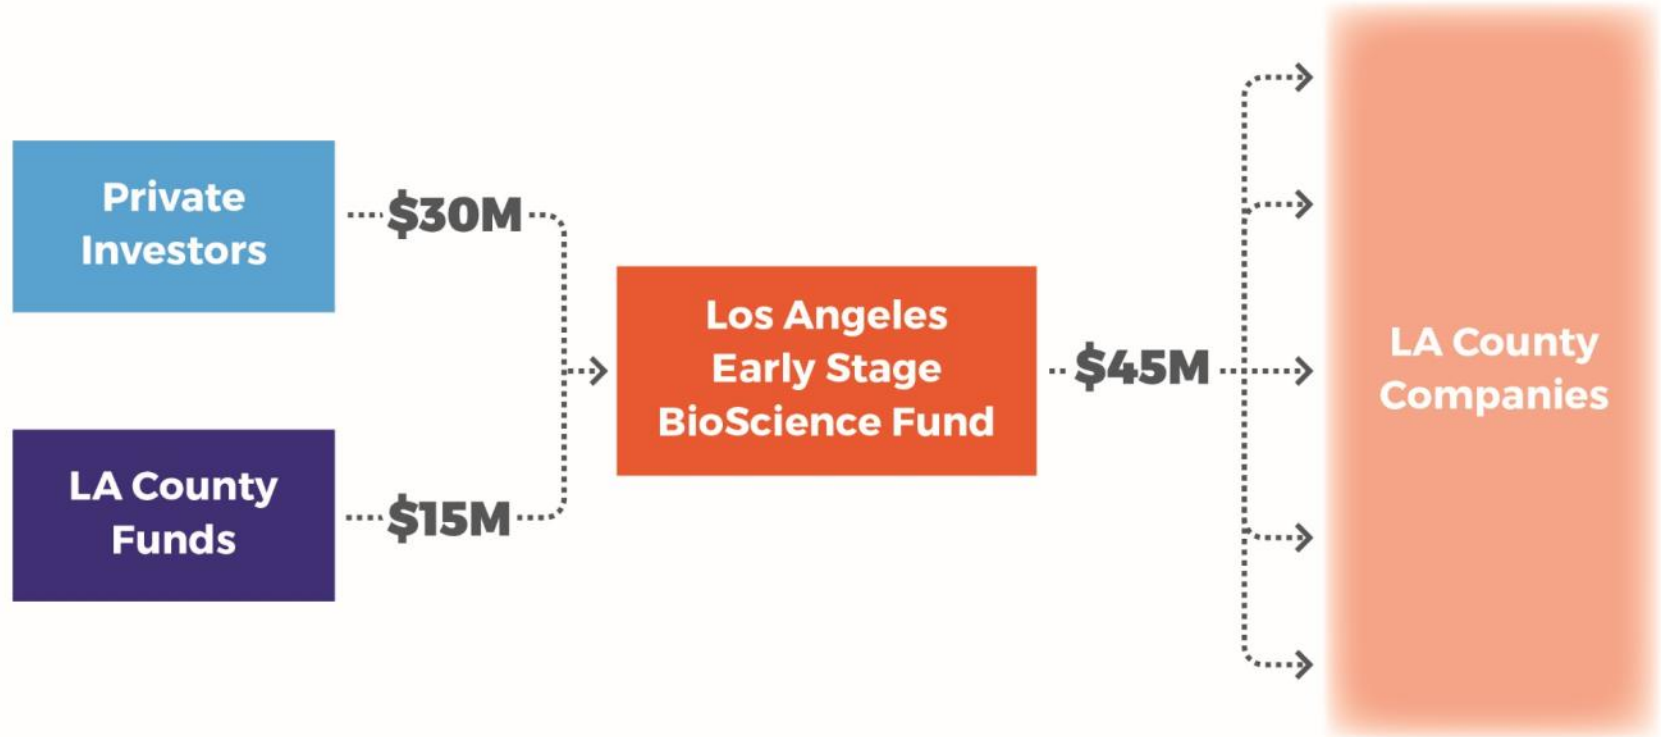 Private
Investors
$30M
LA County
Funds
$15M
Los Angeles
Early Stage
BioScience Fund
$45M
LA County
Companies